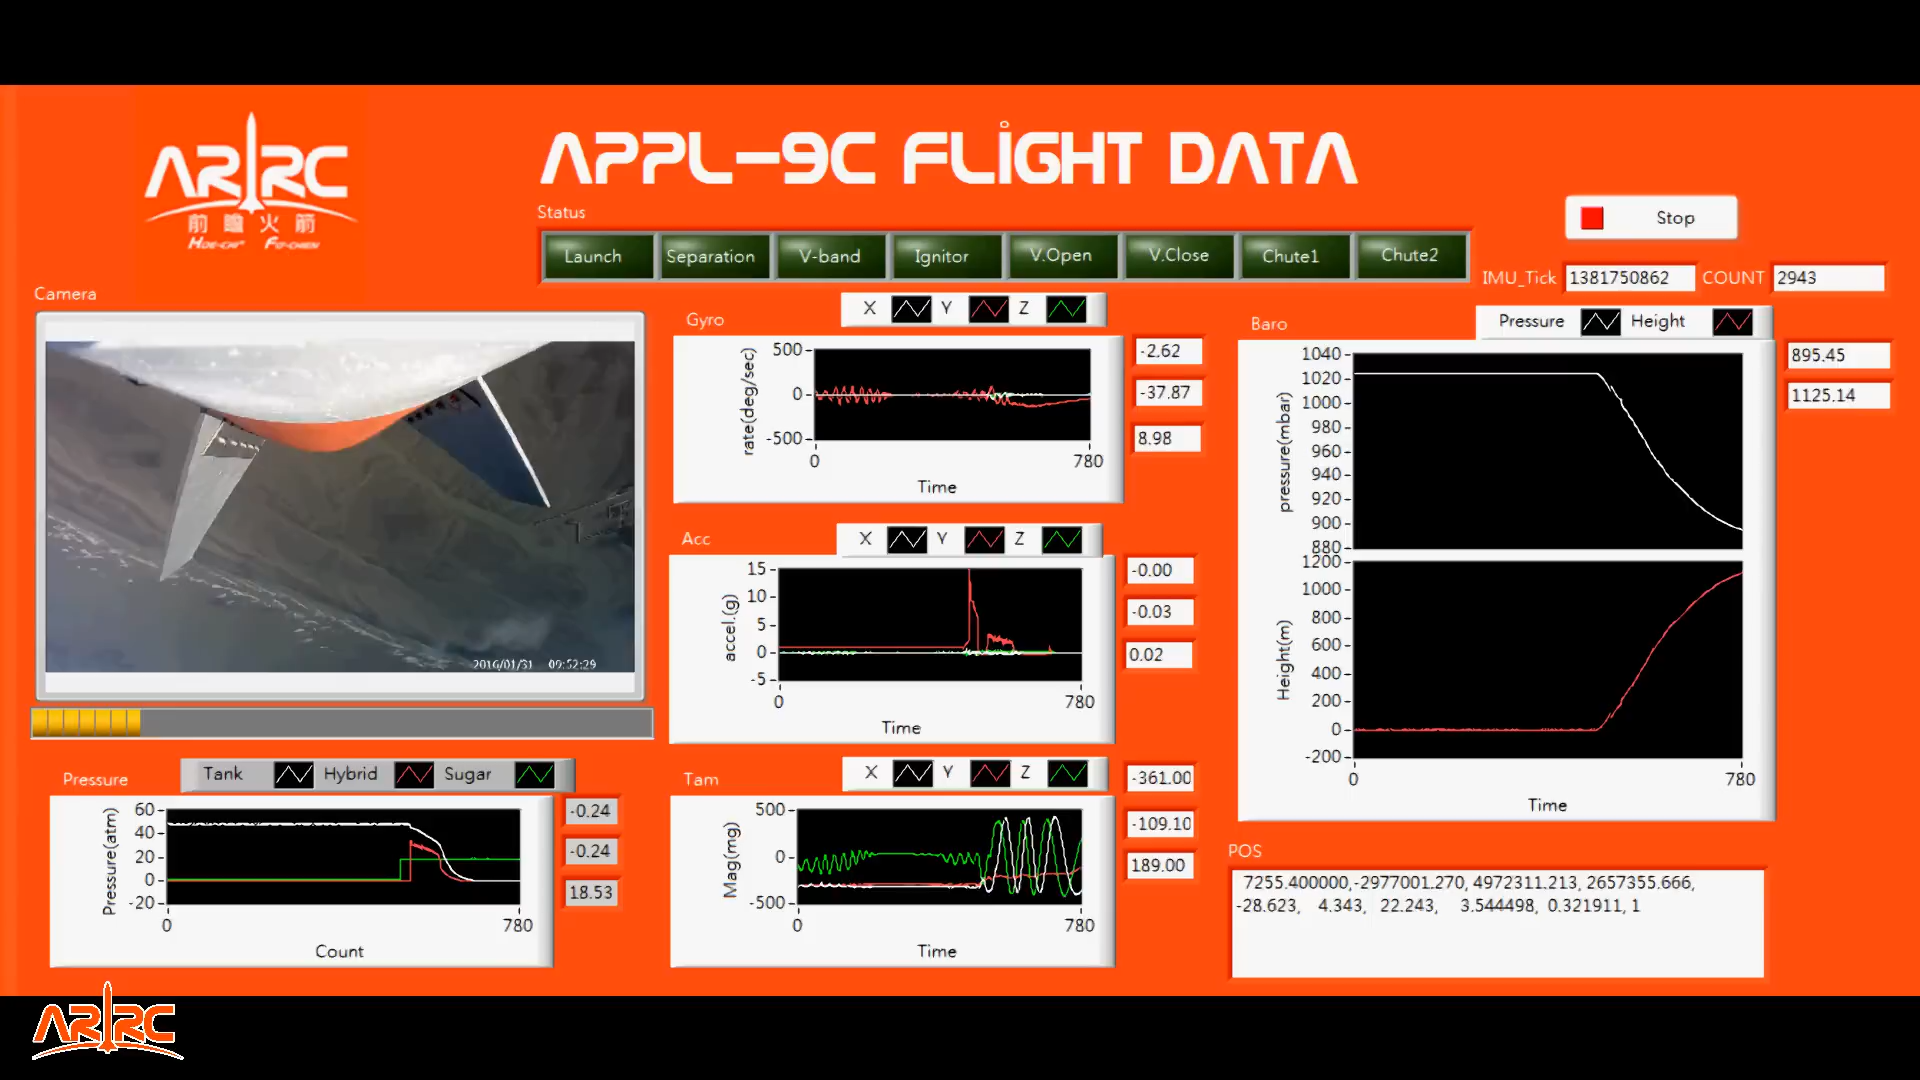 ARRC
前瞻火箭
HOE-CHI® FU-CHIEN
APPL-9C FLIGHT DATA
Status
Launch Separation V-band Ignitor V.Open V.Close Chute1 Chute2
Stop
IMU_Tick 1381750862 COUNT 2943
Camera
2016/01/31 09:52:29
Gyro
X Y Z
rate(deg/sec)
500
0
-500
0 780
Time
-2.62
-37.87
8.98
Acc
X Y Z
accel.(g)
15
10
5
0
-5
0 780
Time
-0.00
-0.03
0.02
Baro
Pressure Height
pressure(mbar)
1040
1020
1000
980
960
940
920
900
880
Height(m)
1200
1000
800
600
400
200
0
-200
0 780
Time
895.45
1125.14
Pressure
Tank Hybrid Sugar
Pressure(atm)
60
40
20
0
-20
0 780
Count
-0.24
-0.24
18.53
Tam
X Y Z
Mag(mg)
500
0
-500
0 780
Time
-361.00
-109.10
189.00
POS
7255.400000,-2977001.270, 4972311.213, 2657355.666,
-28.623, 4.343, 22.243, 3.544498, 0.321911, 1
ARRC